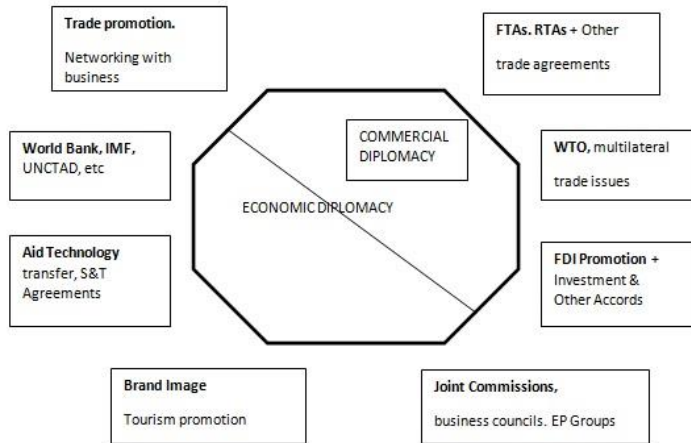 Trade promotion.
Networking with
business
FTAs. RTAs + Other
trade agreements
COMMERCIAL
DIPLOMACY
World Bank, IMF,
UNCTAD, etc
WTO, multilateral
trade issues
ECONOMIC DIPLOMACY
Aid Technology
transfer, S&T
Agreements
FDI Promotion +
Investment &
Other Accords
Brand Image
Tourism promotion
Joint Commissions,
business councils. EP Groups